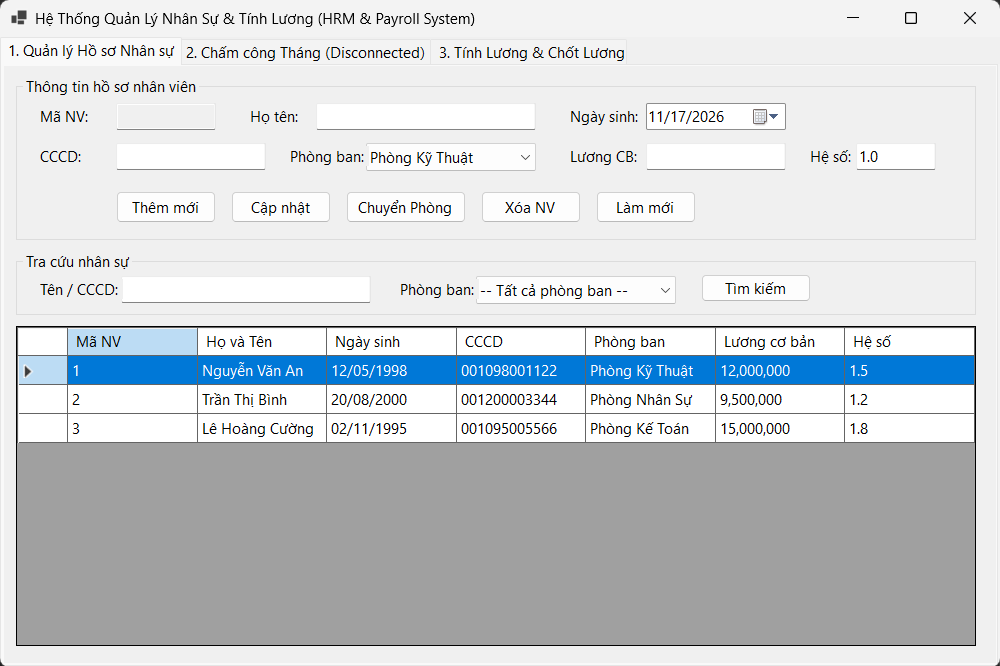 Hệ Thống Quản Lý Nhân Sự & Tính Lương (HRM & Payroll System)
1. Quản lý Hồ sơ Nhân sự 2. Chấm công Tháng (Disconnected) 3. Tính Lương & Chốt Lương
Thông tin hồ sơ nhân viên
Mã NV: Họ tên: Ngày sinh: 11/17/2026
CCCD: Phòng ban: Phòng Kỹ Thuật Lương CB: Hệ số: 1.0
Thêm mới Cập nhật Chuyển Phòng Xóa NV Làm mới
Tra cứu nhân sự
Tên / CCCD: Phòng ban: -- Tất cả phòng ban -- Tìm kiếm
Mã NV Họ và Tên Ngày sinh CCCD Phòng ban Lương cơ bản Hệ số
1 Nguyễn Văn An 12/05/1998 001098001122 Phòng Kỹ Thuật 12,000,000 1.5
2 Trần Thị Bình 20/08/2000 001200003344 Phòng Nhân Sự 9,500,000 1.2
3 Lê Hoàng Cường 02/11/1995 001095005566 Phòng Kế Toán 15,000,000 1.8